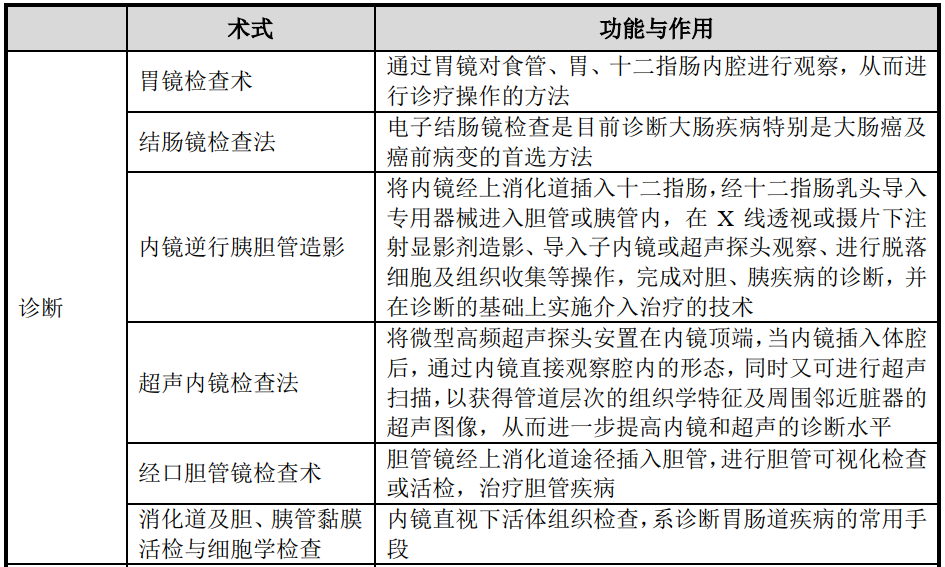 术式 功能与作用
诊断
胃镜检查术
通过胃镜对食管、胃、十二指肠内腔进行观察，从而进
行诊疗操作的方法
结肠镜检查法
电子结肠镜检查是目前诊断大肠疾病特别是大肠癌及
癌前病变的首选方法
内镜逆行胰胆管造影
将内镜经上消化道插入十二指肠，经十二指肠乳头导入
专用器械进入胆管或胰管内，在 X 线透视或摄片下注
射显影剂造影、导入子内镜或超声探头观察、进行脱落
细胞及组织收集等操作，完成对胆、胰疾病的诊断，并
在诊断的基础上实施介入治疗的技术
超声内镜检查法
将微型高频超声探头安置在内镜顶端，当内镜插入体腔
后，通过内镜直接观察腔内的形态，同时又可进行超声
扫描，以获得管道层次的组织学特征及周围邻近脏器的
超声图像，从而进一步提高内镜和超声的诊断水平
经口胆管镜检查术
胆管镜经上消化道途径插入胆管，进行胆管可视化检查
或活检，治疗胆管疾病
消化道及胆、胰管黏膜
活检与细胞学检查
内镜直视下活体组织检查，系诊断胃肠道疾病的常用手
段